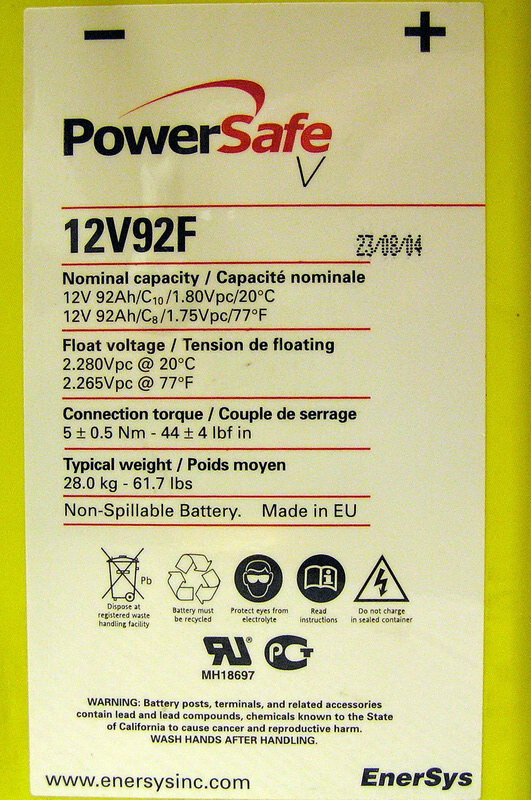 − +
PowerSafe
V
12V92F
23/08/04
Nominal capacity / Capacité nominale
12V 92Ah/C₁₀/1.80Vpc/20°C
12V 92Ah/C₈/1.75Vpc/77°F
Float voltage / Tension de floating
2.280Vpc @ 20°C
2.265Vpc @ 77°F
Connection torque / Couple de serrage
5 ± 0.5 Nm - 44 ± 4 lbf in
Typical weight / Poids moyen
28.0 kg - 61.7 lbs
Non-Spillable Battery. Made in EU
Pb
Dispose at
registered waste
handling facility
Battery must
be recycled
Protect eyes from
electrolyte
Read
instructions
Do not charge
in sealed container
MH18697
WARNING: Battery posts, terminals, and related accessories
contain lead and lead compounds, chemicals known to the State
of California to cause cancer and reproductive harm.
WASH HANDS AFTER HANDLING.
www.enersysinc.com
EnerSys